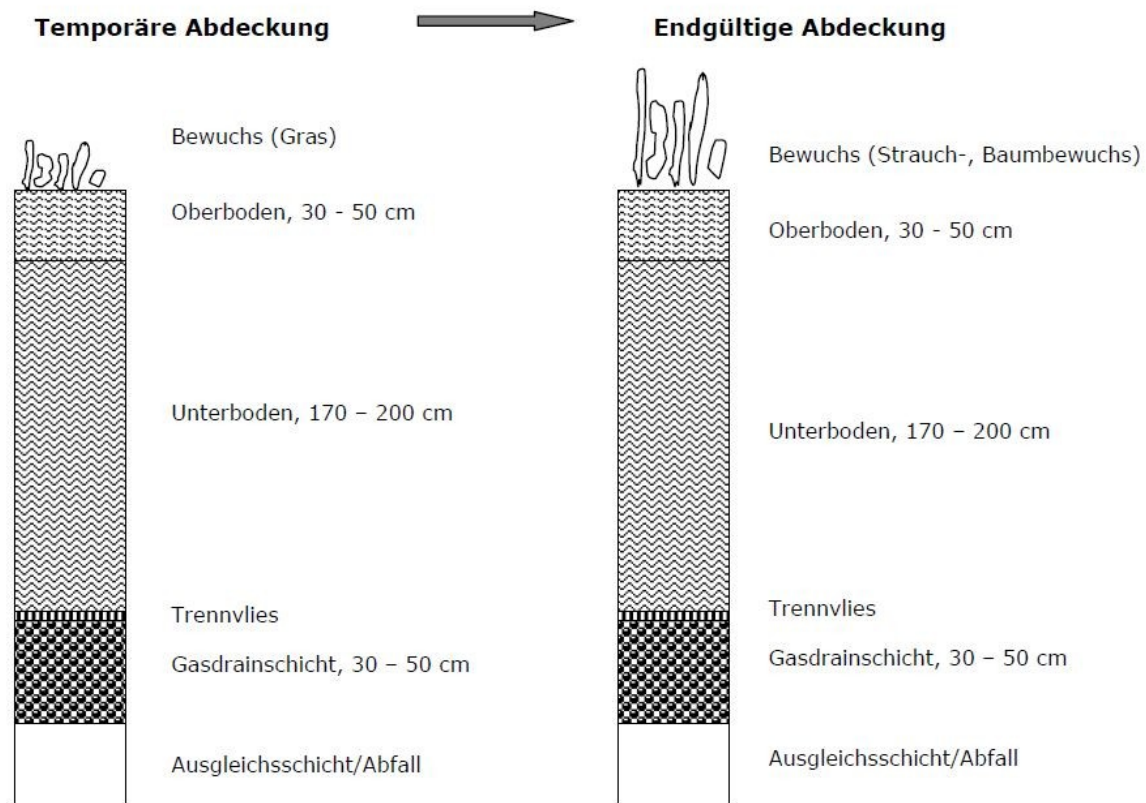 Temporäre Abdeckung
Bewuchs (Gras)
Oberboden, 30 - 50 cm
Unterboden, 170 – 200 cm
Trennvlies
Gasdrainschicht, 30 – 50 cm
Ausgleichsschicht/Abfall
Endgültige Abdeckung
Bewuchs (Strauch-, Baumbewuchs)
Oberboden, 30 - 50 cm
Unterboden, 170 – 200 cm
Trennvlies
Gasdrainschicht, 30 – 50 cm
Ausgleichsschicht/Abfall